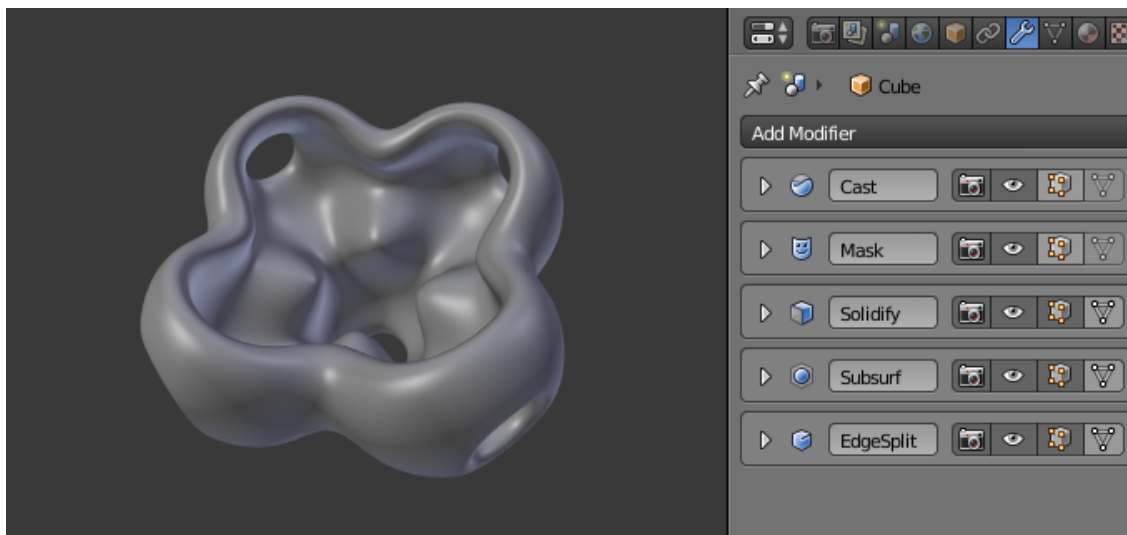 Cube
Add Modifier
Cast
Mask
Solidify
Subsurf
EdgeSplit